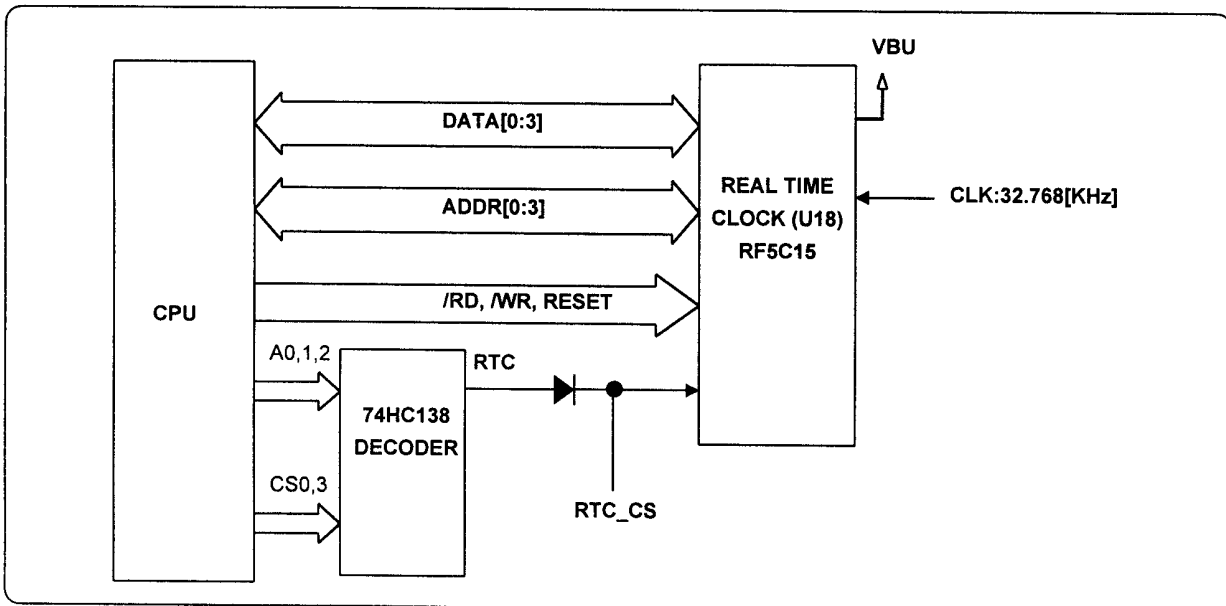 VBU
DATA[0:3]
ADDR[0:3]
REAL TIME
CLOCK (U18)
RF5C15
CLK:32.768[KHz]
CPU
/RD, /WR, RESET
A0,1,2
RTC
74HC138
DECODER
CS0,3
RTC_CS